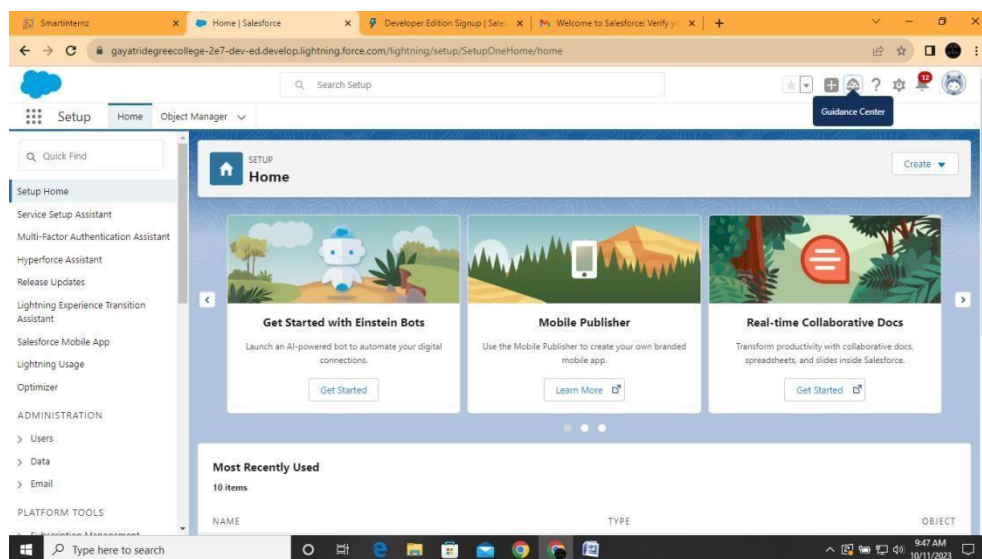 Smartinternz
Home | Salesforce
Developer Edition Signup | Sale
Welcome to Salesforce: Verify yo
gayatridegreecollege-2e7-dev-ed.develop.lightning.force.com/lightning/setup/SetupOneHome/home
Search Setup
12
Setup
Home
Object Manager
Guidance Center
Quick Find
Setup Home
Service Setup Assistant
Multi-Factor Authentication Assistant
Hyperforce Assistant
Release Updates
Lightning Experience Transition
Assistant
Salesforce Mobile App
Lightning Usage
Optimizer
ADMINISTRATION
Users
Data
Email
PLATFORM TOOLS
SETUP
Home
Create
Get Started with Einstein Bots
Launch an AI-powered bot to automate your digital
connections.
Get Started
Mobile Publisher
Use the Mobile Publisher to create your own branded
mobile app.
Learn More
Real-time Collaborative Docs
Transform productivity with collaborative docs,
spreadsheets, and slides inside Salesforce.
Get Started
Most Recently Used
10 items
NAME TYPE OBJECT
Type here to search
9:47 AM
10/11/2023